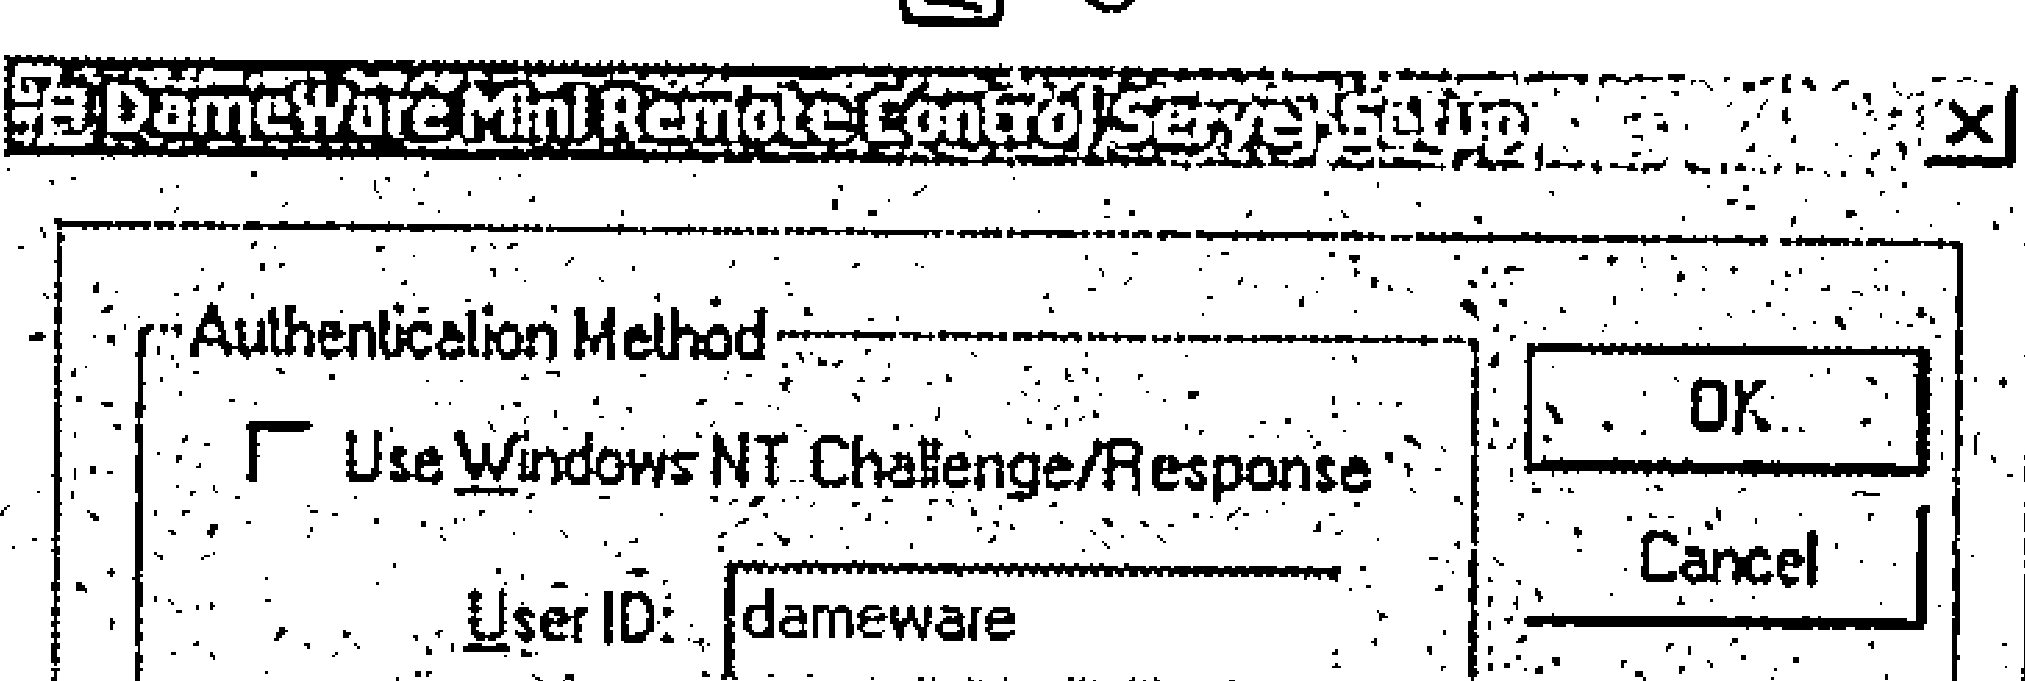 DameWare Mini Remote Control Server Setup
Authentication Method
OK
Use Windows NT Challenge/Response
Cancel
User ID: dameware